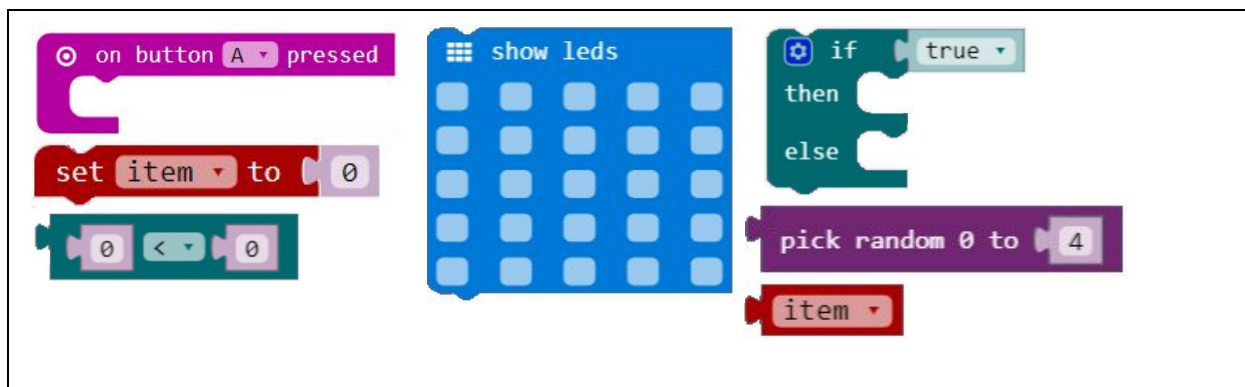 on button A pressed
set item to 0
0 < 0
show leds
if true
then
else
pick random 0 to 4
item